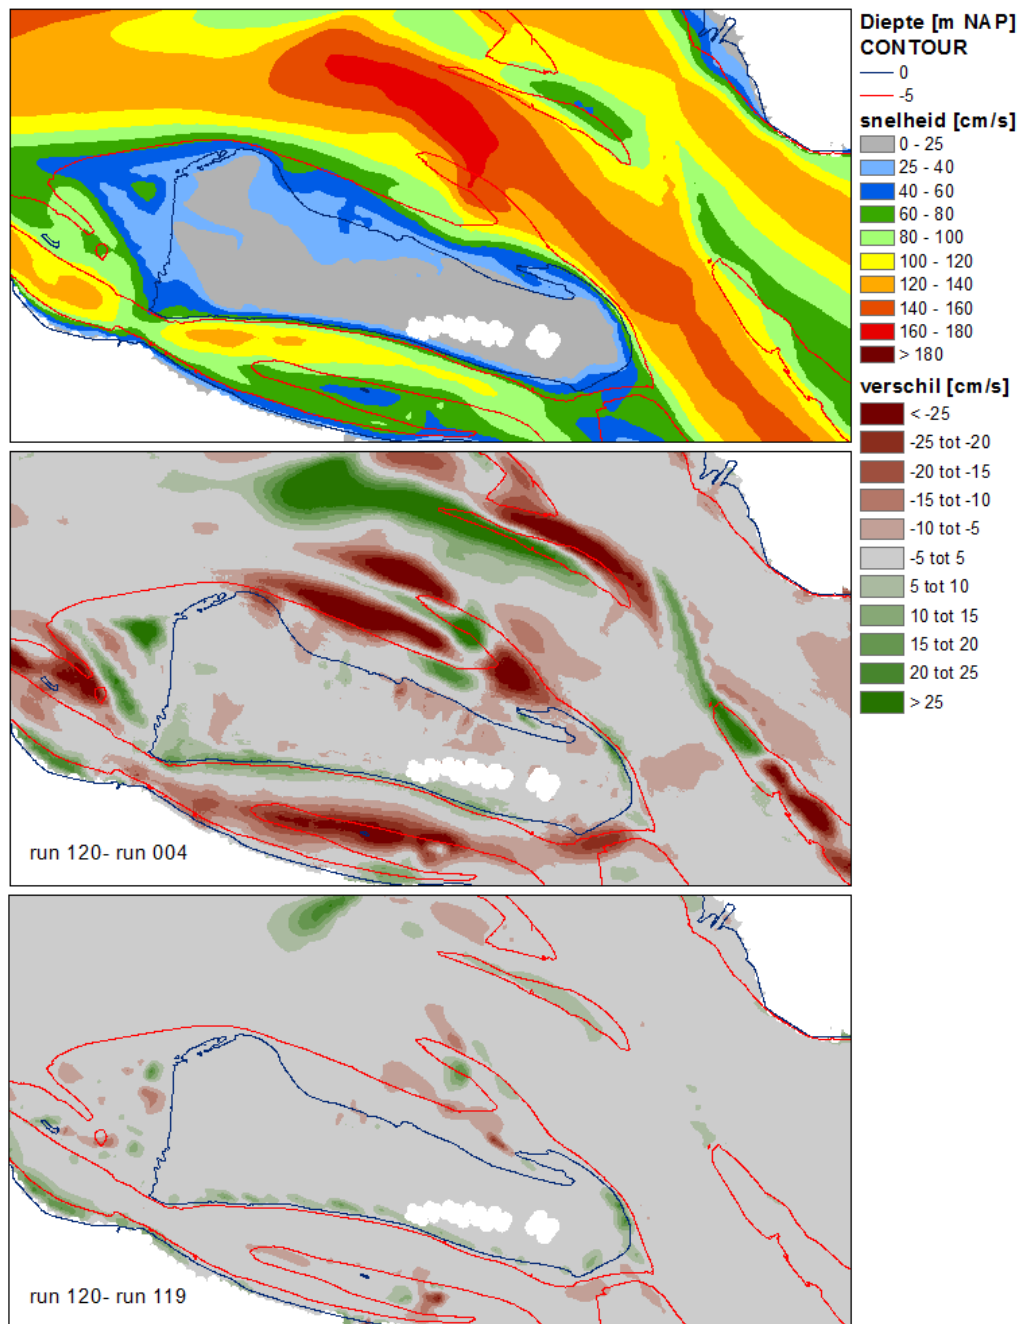 Diepte [m NAP]
CONTOUR
0
-5
snelheid [cm/s]
0 - 25
25 - 40
40 - 60
60 - 80
80 - 100
100 - 120
120 - 140
140 - 160
160 - 180
> 180
verschil [cm/s]
< -25
-25 tot -20
-20 tot -15
-15 tot -10
-10 tot -5
-5 tot 5
5 tot 10
10 tot 15
15 tot 20
20 tot 25
> 25
run 120- run 004
run 120- run 119